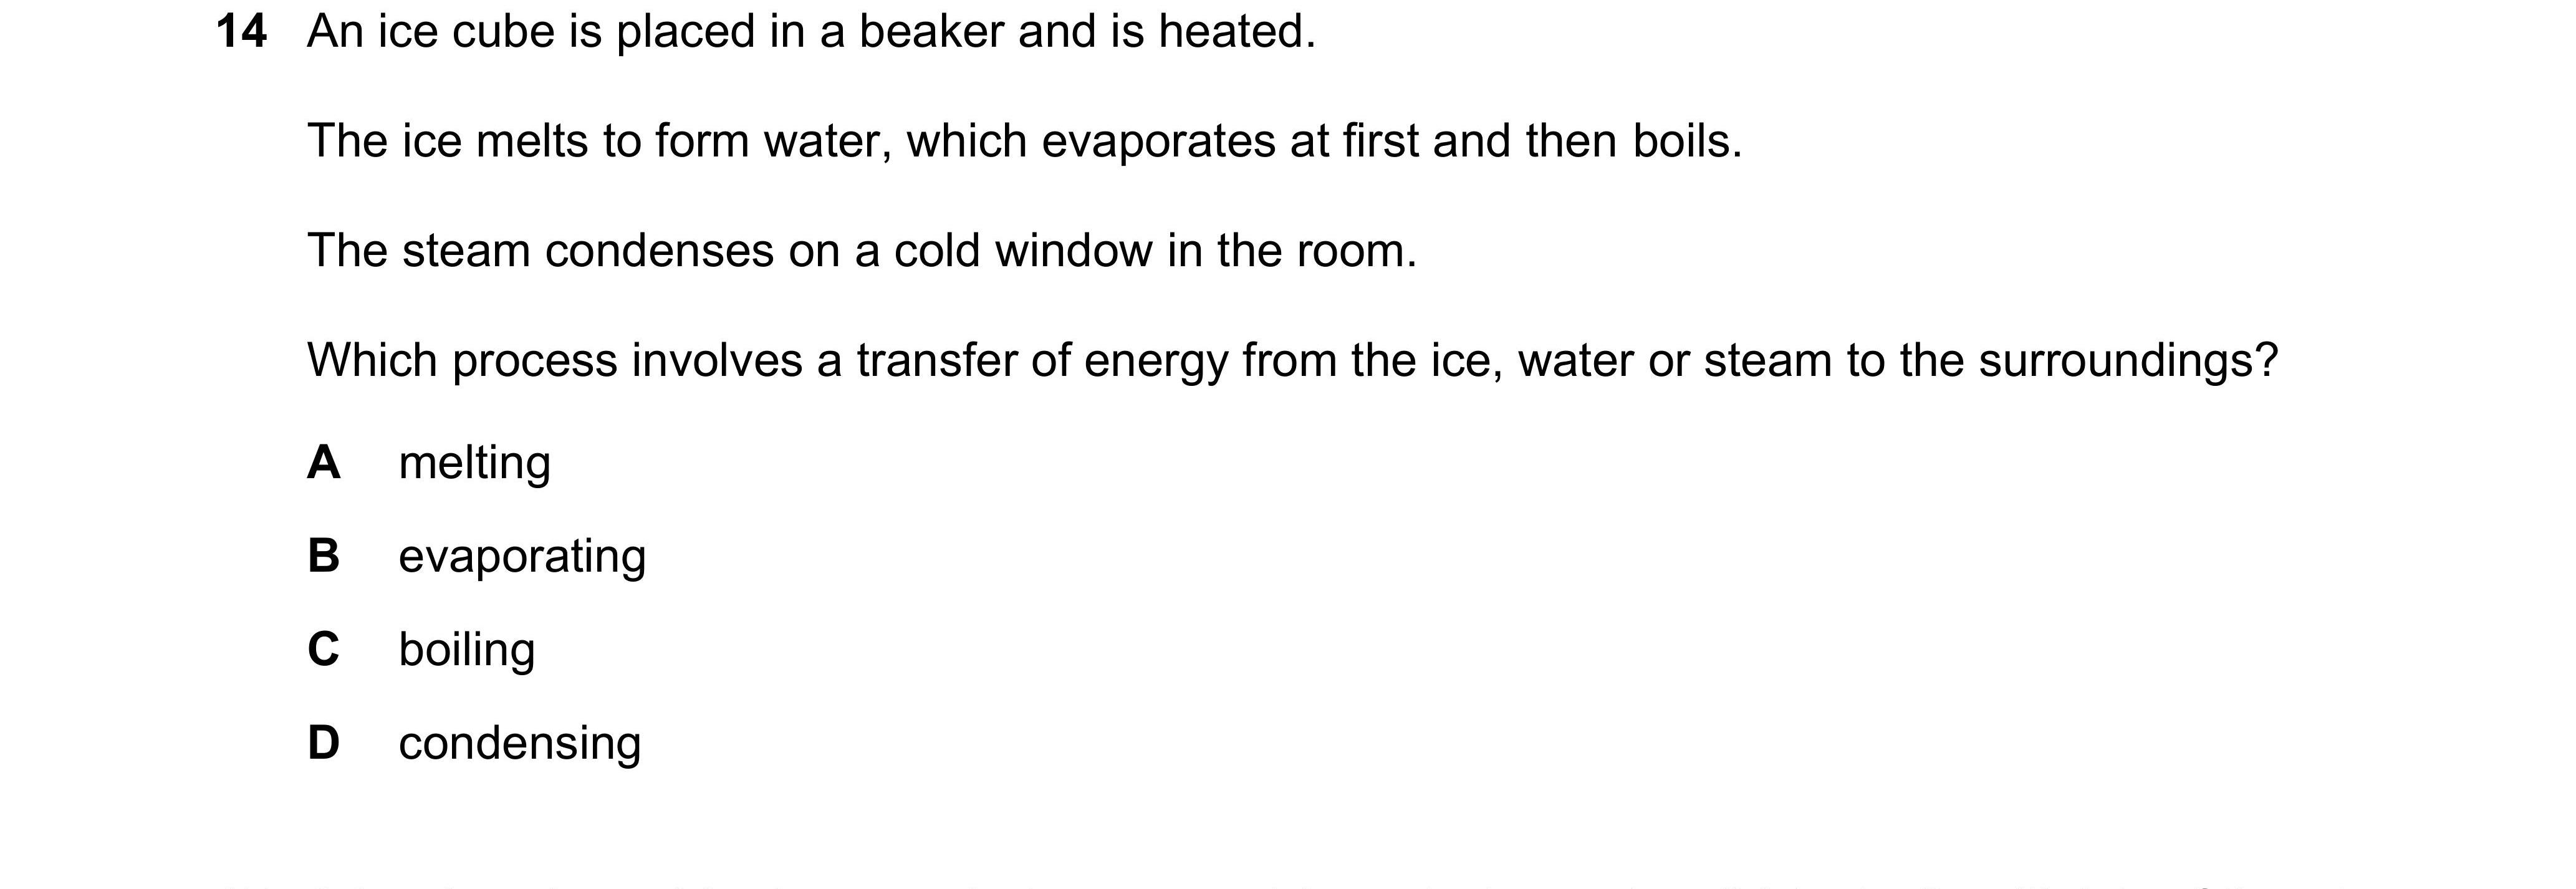 14 An ice cube is placed in a beaker and is heated.
The ice melts to form water, which evaporates at first and then boils.
The steam condenses on a cold window in the room.
Which process involves a transfer of energy from the ice, water or steam to the surroundings?
A melting
B evaporating
C boiling
D condensing